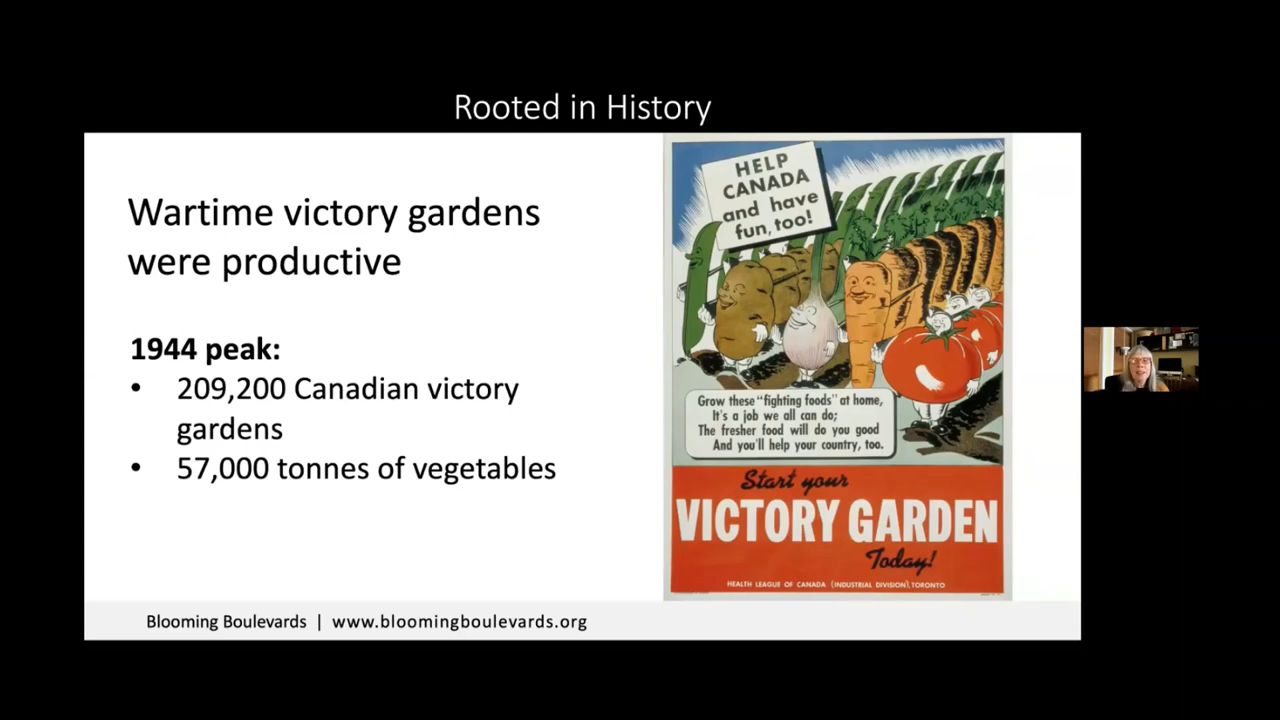 Rooted in History
Wartime victory gardens
were productive
1944 peak:
• 209,200 Canadian victory
gardens
• 57,000 tonnes of vegetables
HELP
CANADA
and have
fun, too!
Grow these "fighting foods" at home,
It's a job we all can do;
The fresher food will do you good
And you'll help your country, too.
Start your
VICTORY GARDEN
Today!
HEALTH LEAGUE OF CANADA (INDUSTRIAL DIVISION), TORONTO
Blooming Boulevards | www.bloomingboulevards.org